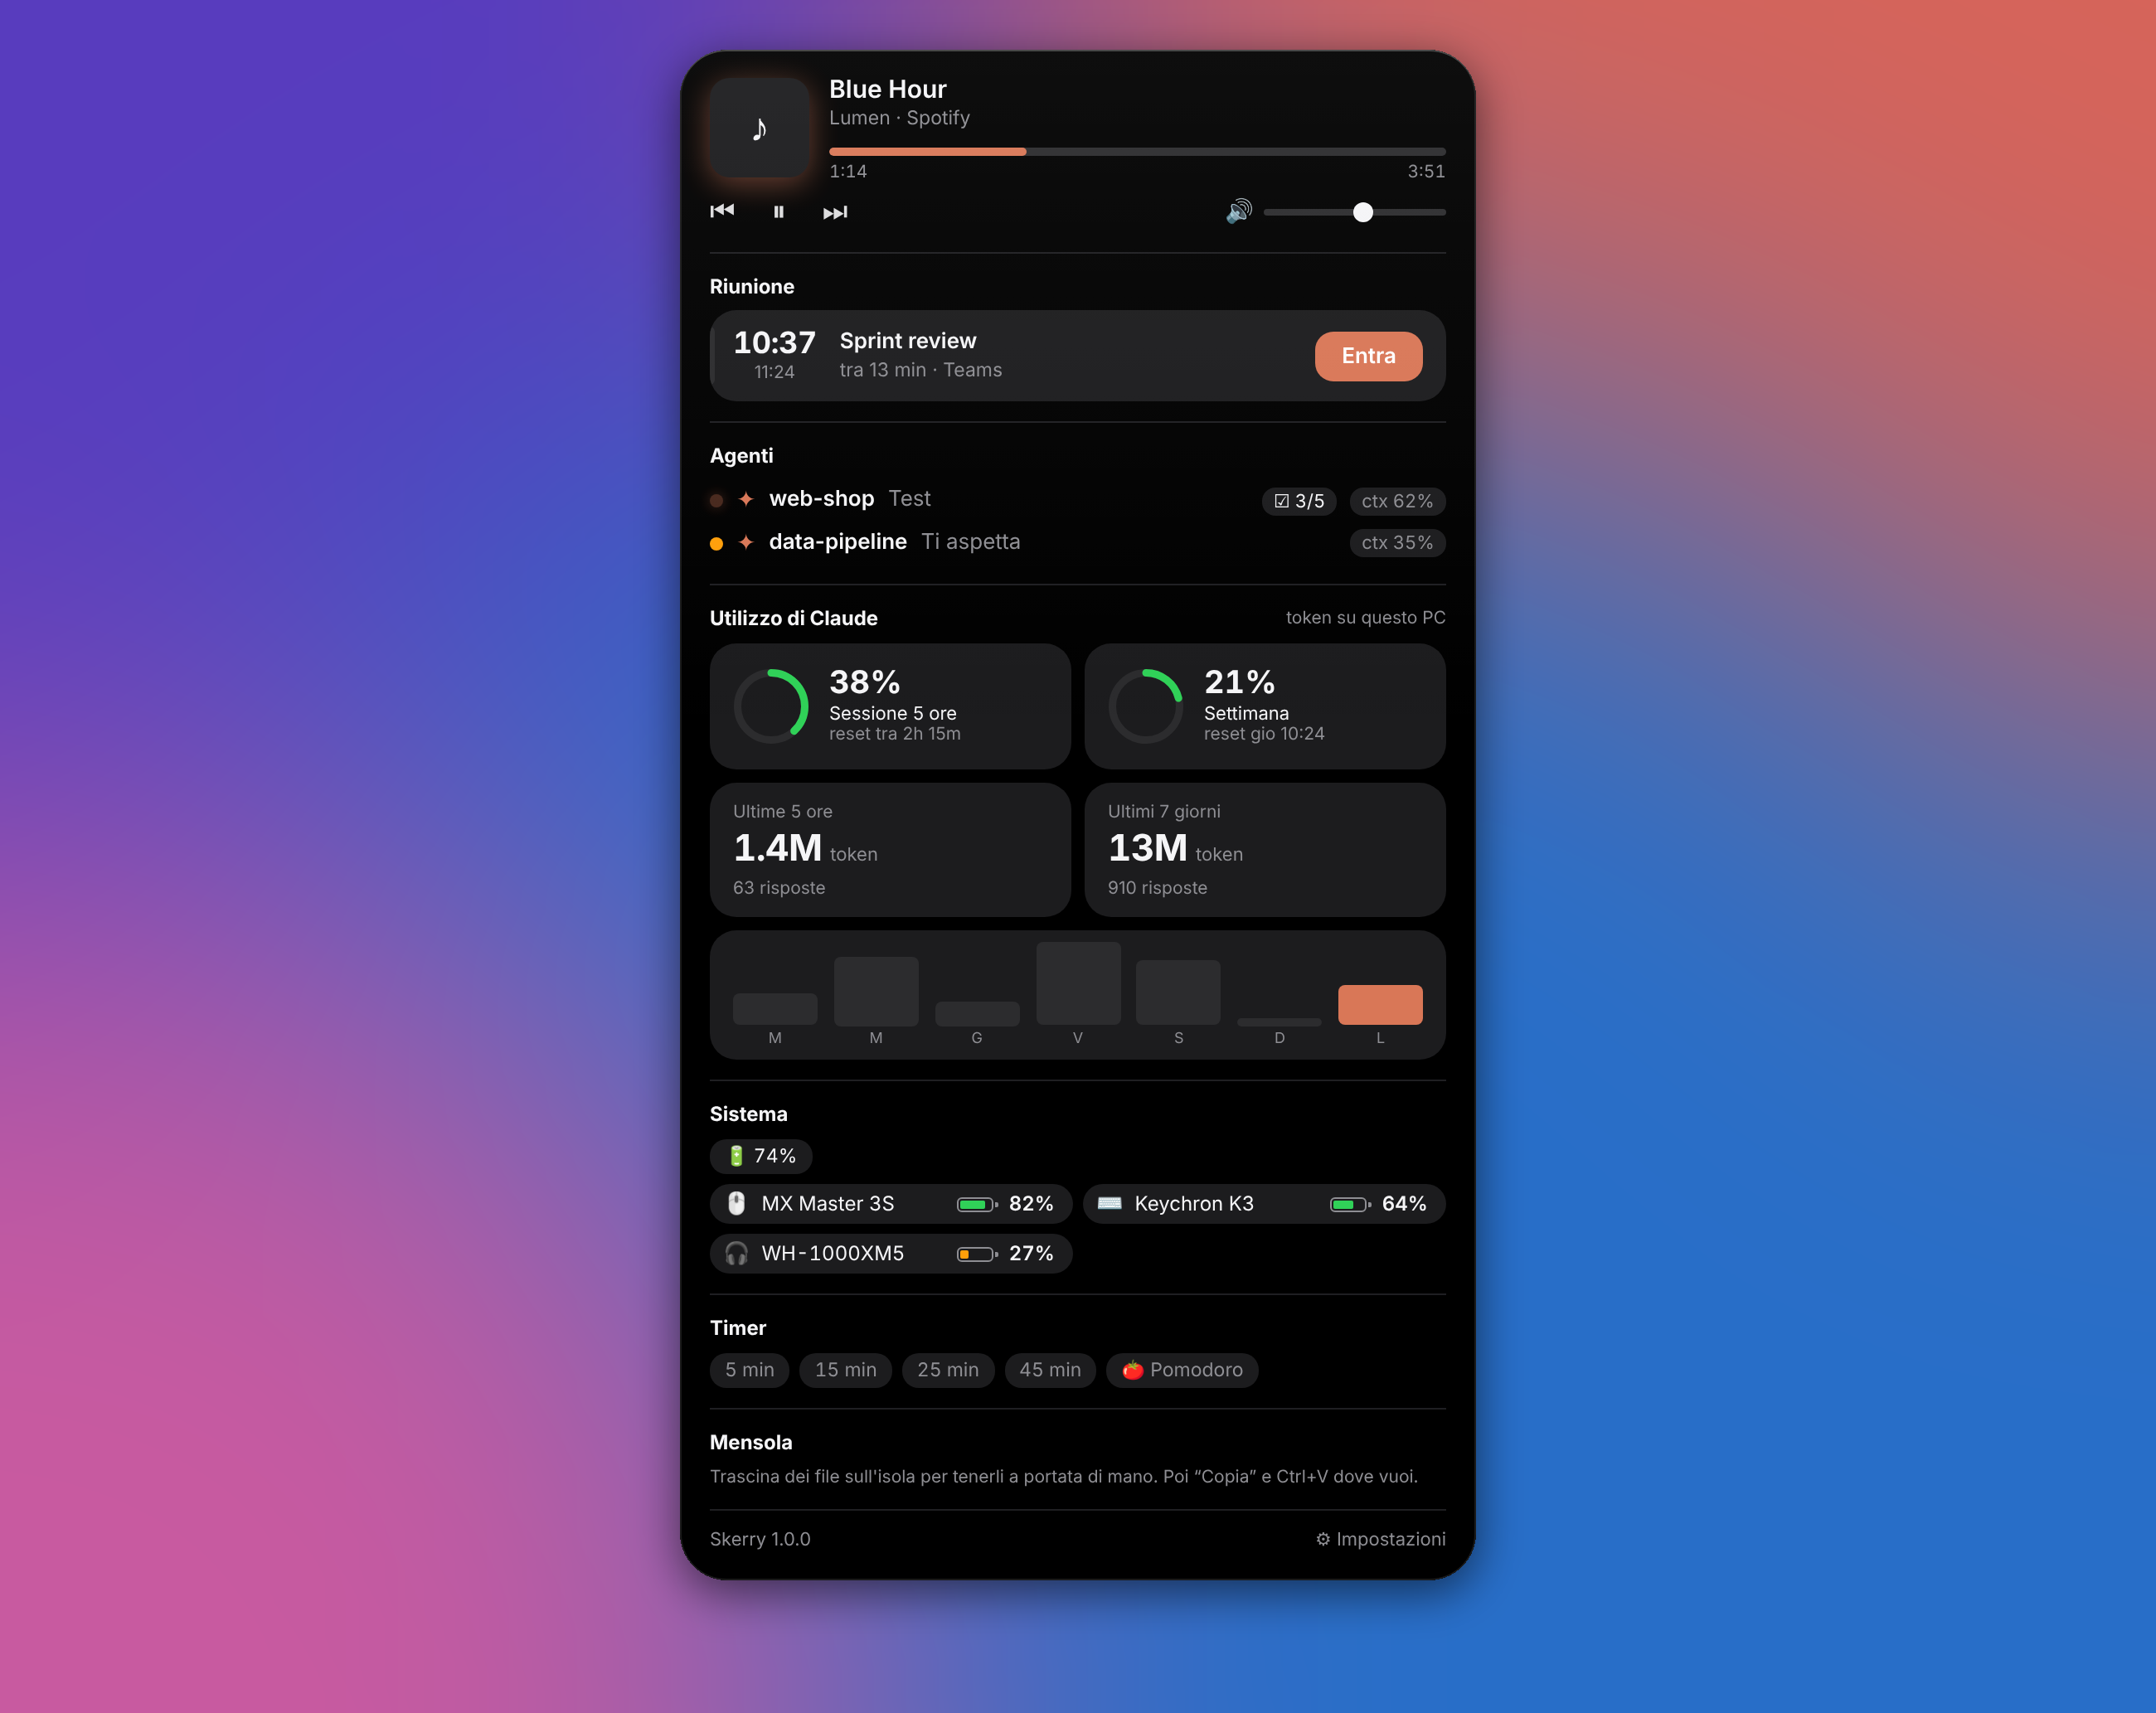 Blue Hour
Lumen · Spotify
1:14 3:51
Riunione
10:37 Sprint review
11:24 tra 13 min · Teams
Entra
Agenti
web-shop Test 3/5 ctx 62%
data-pipeline Ti aspetta ctx 35%
Utilizzo di Claude token su questo PC
38%
Sessione 5 ore
reset tra 2h 15m
21%
Settimana
reset gio 10:24
Ultime 5 ore
1.4M token
63 risposte
Ultimi 7 giorni
13M token
910 risposte
M M G V S D L
Sistema
74%
MX Master 3S 82%
Keychron K3 64%
WH-1000XM5 27%
Timer
5 min 15 min 25 min 45 min Pomodoro
Mensola
Trascina dei file sull'isola per tenerli a portata di mano. Poi “Copia” e Ctrl+V dove vuoi.
Skerry 1.0.0 Impostazioni